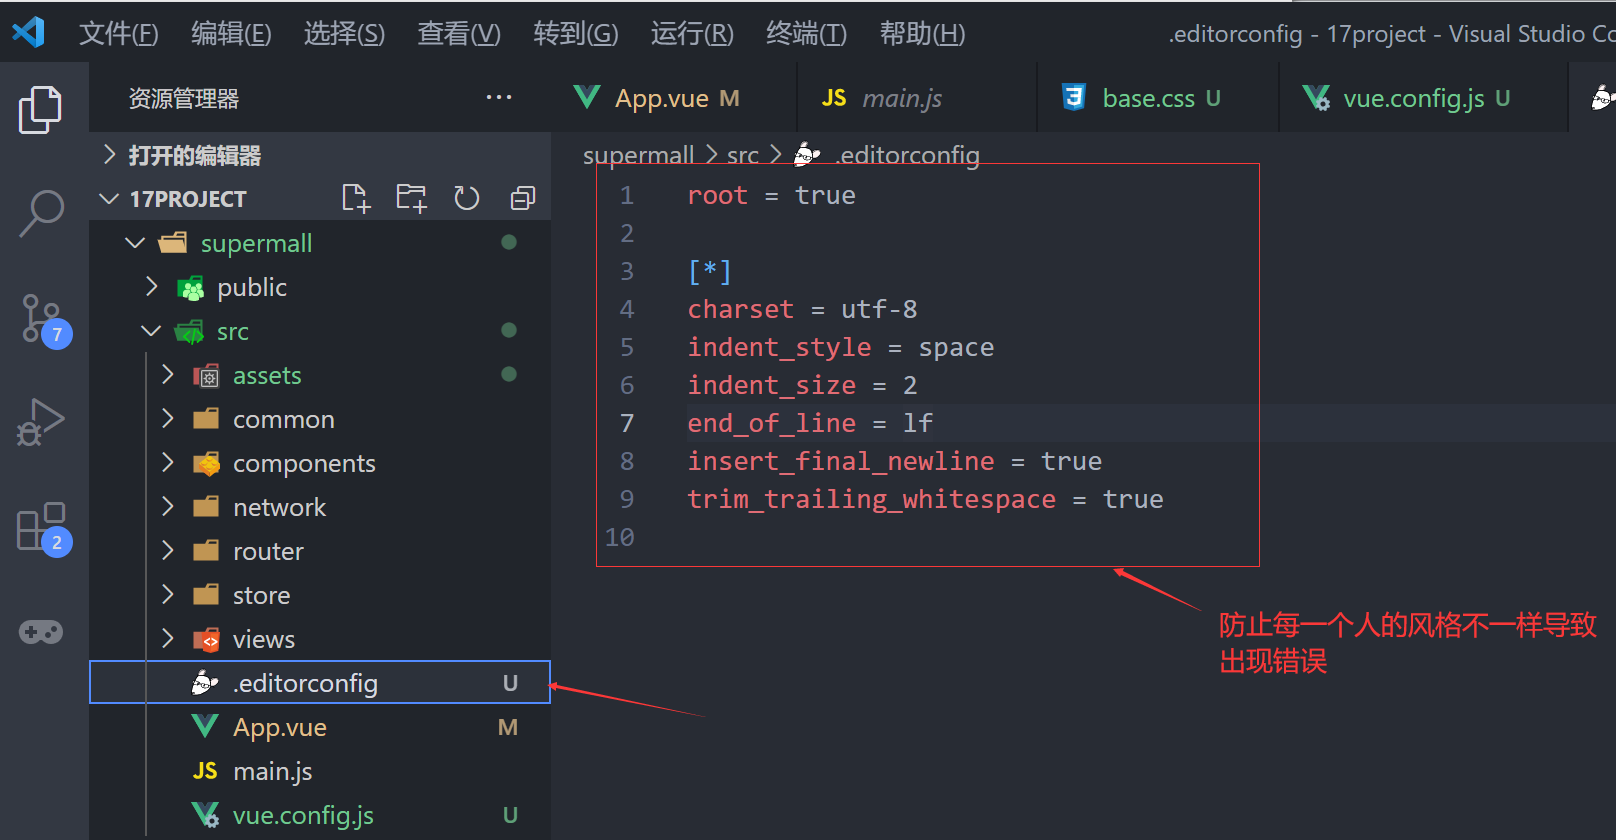 文件(F) 编辑(E) 选择(S) 查看(V) 转到(G) 运行(R) 终端(T) 帮助(H) .editorconfig - 17project - Visual Studio Co
资源管理器 ··· App.vue M JS main.js base.css U vue.config.js U
打开的编辑器
supermall > src > .editorconfig
17PROJECT
supermall
public
src
assets
common
components
network
router
store
views
.editorconfig U
App.vue M
JS main.js
vue.config.js U
7
2
1 root = true
2
3 [*]
4 charset = utf-8
5 indent_style = space
6 indent_size = 2
7 end_of_line = lf
8 insert_final_newline = true
9 trim_trailing_whitespace = true
10
防止每一个人的风格不一样导致
出现错误